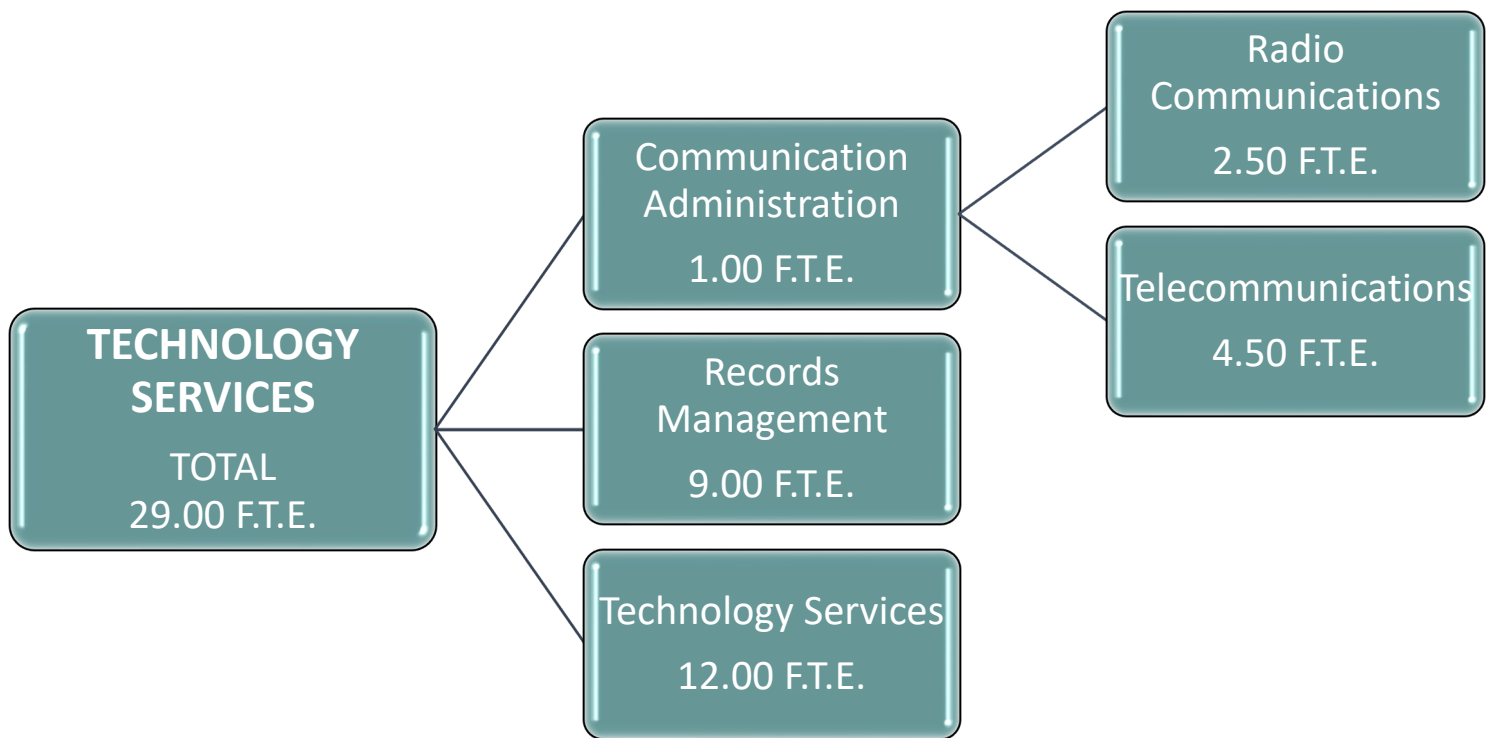 TECHNOLOGY
SERVICES
TOTAL
29.00 F.T.E.
Communication
Administration
1.00 F.T.E.
Radio
Communications
2.50 F.T.E.
Telecommunications
4.50 F.T.E.
Records
Management
9.00 F.T.E.
Technology Services
12.00 F.T.E.